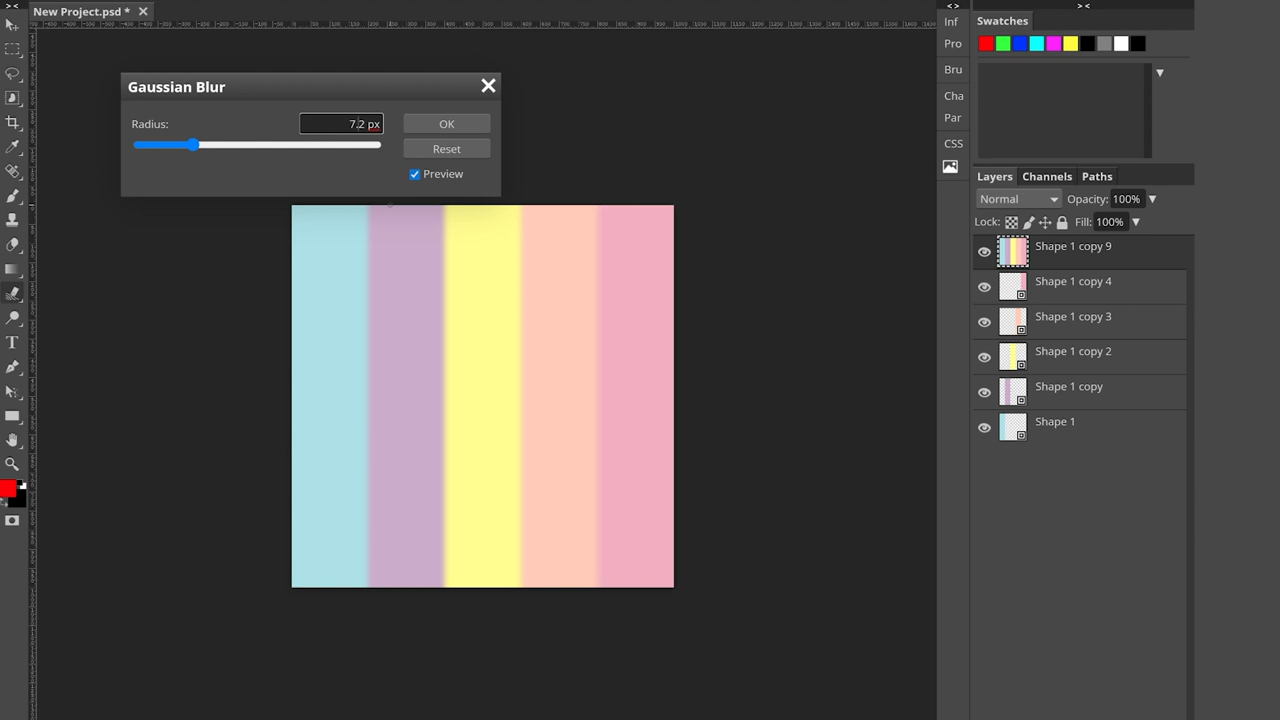 New Project.psd *
Gaussian Blur
Radius:
7.2 px
OK
Reset
Preview
Inf
Pro
Bru
Cha
Par
CSS
Swatches
Layers Channels Paths
Normal
Opacity: 100%
Lock:
Fill: 100%
Shape 1 copy 9
Shape 1 copy 4
Shape 1 copy 3
Shape 1 copy 2
Shape 1 copy
Shape 1